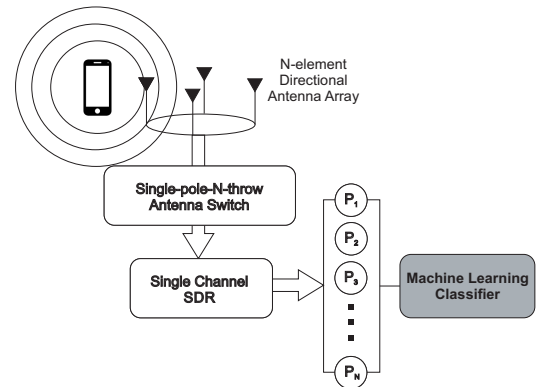 N-element
Directional
Antenna Array
Single-pole-N-throw
Antenna Switch
Single Channel
SDR
P1
P2
P3
PN
Machine Learning
Classifier